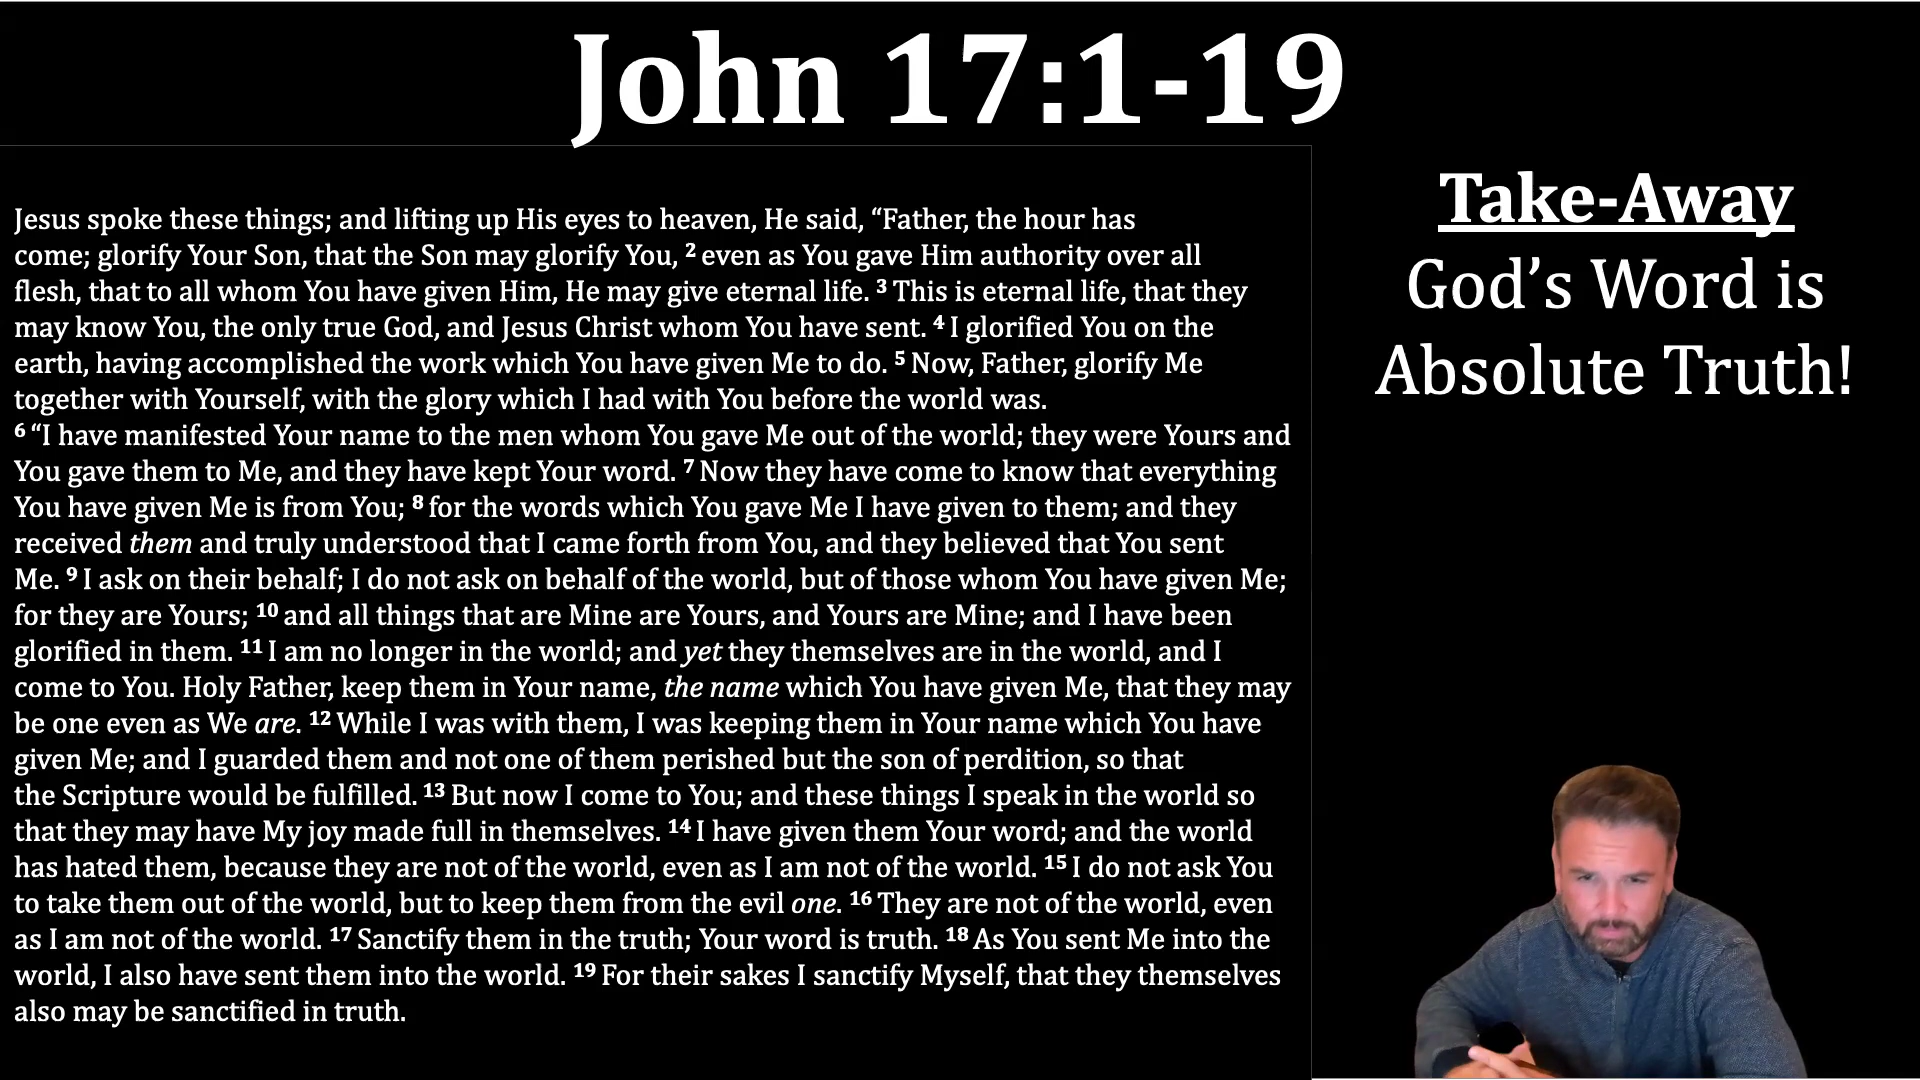 John 17:1-19
Jesus spoke these things; and lifting up His eyes to heaven, He said, “Father, the hour has
come; glorify Your Son, that the Son may glorify You, 2 even as You gave Him authority over all
flesh, that to all whom You have given Him, He may give eternal life. 3 This is eternal life, that they
may know You, the only true God, and Jesus Christ whom You have sent. 4 I glorified You on the
earth, having accomplished the work which You have given Me to do. 5 Now, Father, glorify Me
together with Yourself, with the glory which I had with You before the world was.
6 “I have manifested Your name to the men whom You gave Me out of the world; they were Yours and
You gave them to Me, and they have kept Your word. 7 Now they have come to know that everything
You have given Me is from You; 8 for the words which You gave Me I have given to them; and they
received them and truly understood that I came forth from You, and they believed that You sent
Me. 9 I ask on their behalf; I do not ask on behalf of the world, but of those whom You have given Me;
for they are Yours; 10 and all things that are Mine are Yours, and Yours are Mine; and I have been
glorified in them. 11 I am no longer in the world; and yet they themselves are in the world, and I
come to You. Holy Father, keep them in Your name, the name which You have given Me, that they may
be one even as We are. 12 While I was with them, I was keeping them in Your name which You have
given Me; and I guarded them and not one of them perished but the son of perdition, so that
the Scripture would be fulfilled. 13 But now I come to You; and these things I speak in the world so
that they may have My joy made full in themselves. 14 I have given them Your word; and the world
has hated them, because they are not of the world, even as I am not of the world. 15 I do not ask You
to take them out of the world, but to keep them from the evil one. 16 They are not of the world, even
as I am not of the world. 17 Sanctify them in the truth; Your word is truth. 18 As You sent Me into the
world, I also have sent them into the world. 19 For their sakes I sanctify Myself, that they themselves
also may be sanctified in truth.
Take-Away
God’s Word is
Absolute Truth!